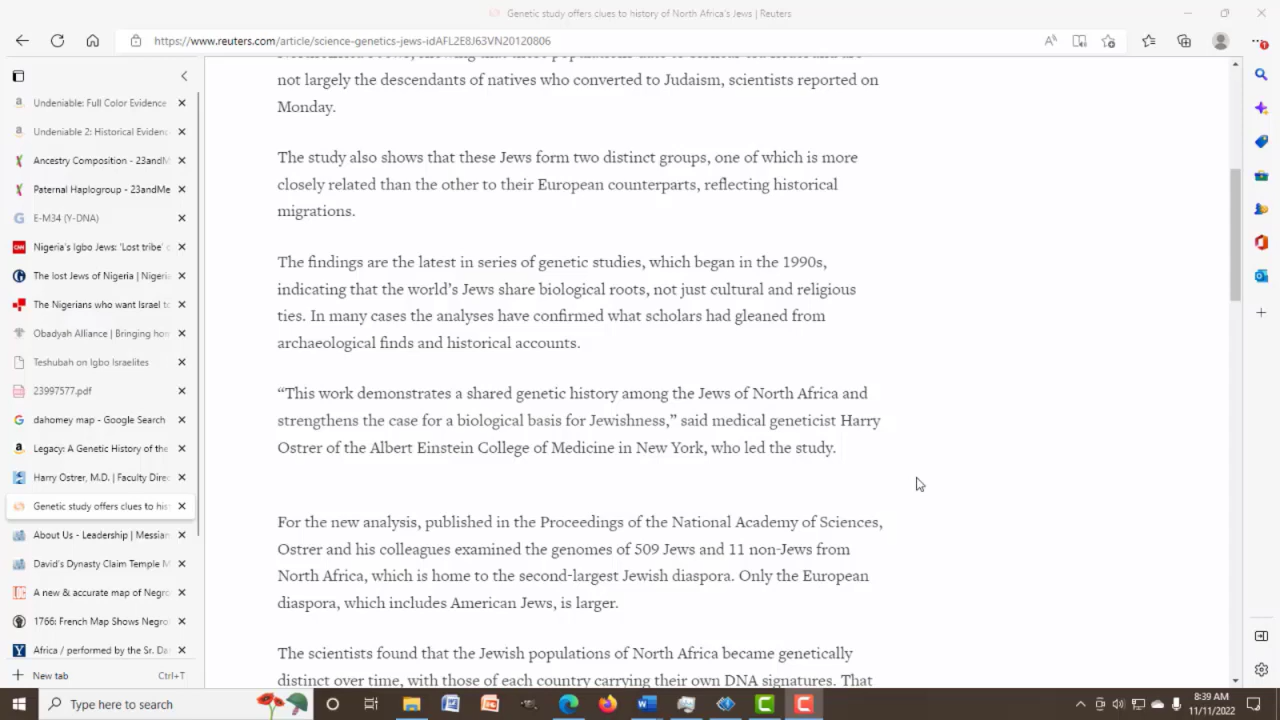 Genetic study offers clues to history of North Africa's Jews | Reuters
https://www.reuters.com/article/science-genetics-jews-idAFL2E8J63VN20120806
Undeniable: Full Color Evidence
Undeniable 2: Historical Evidenc
Ancestry Composition - 23andM
Paternal Haplogroup - 23andMe
E-M34 (Y-DNA)
Nigeria's Igbo Jews: 'Lost tribe'
The lost Jews of Nigeria | Nigeri
The Nigerians who want Israel to
Obadyah Alliance | Bringing hom
Teshubah on Igbo Israelites
23997577.pdf
dahomey map - Google Search
Legacy: A Genetic History of the
Harry Ostrer, M.D. | Faculty Direc
Genetic study offers clues to his
About Us - Leadership | Messian
David's Dynasty Claim Temple M
A new & accurate map of Negro
1766: French Map Shows Negro
Africa / performed by the Sr. Da
New tab Ctrl+T
not largely the descendants of natives who converted to Judaism, scientists reported on
Monday.
The study also shows that these Jews form two distinct groups, one of which is more
closely related than the other to their European counterparts, reflecting historical
migrations.
The findings are the latest in series of genetic studies, which began in the 1990s,
indicating that the world's Jews share biological roots, not just cultural and religious
ties. In many cases the analyses have confirmed what scholars had gleaned from
archaeological finds and historical accounts.
“This work demonstrates a shared genetic history among the Jews of North Africa and
strengthens the case for a biological basis for Jewishness,” said medical geneticist Harry
Ostrer of the Albert Einstein College of Medicine in New York, who led the study.
For the new analysis, published in the Proceedings of the National Academy of Sciences,
Ostrer and his colleagues examined the genomes of 509 Jews and 11 non-Jews from
North Africa, which is home to the second-largest Jewish diaspora. Only the European
diaspora, which includes American Jews, is larger.
The scientists found that the Jewish populations of North Africa became genetically
distinct over time, with those of each country carrying their own DNA signatures. That
Type here to search
8:39 AM
11/11/2022